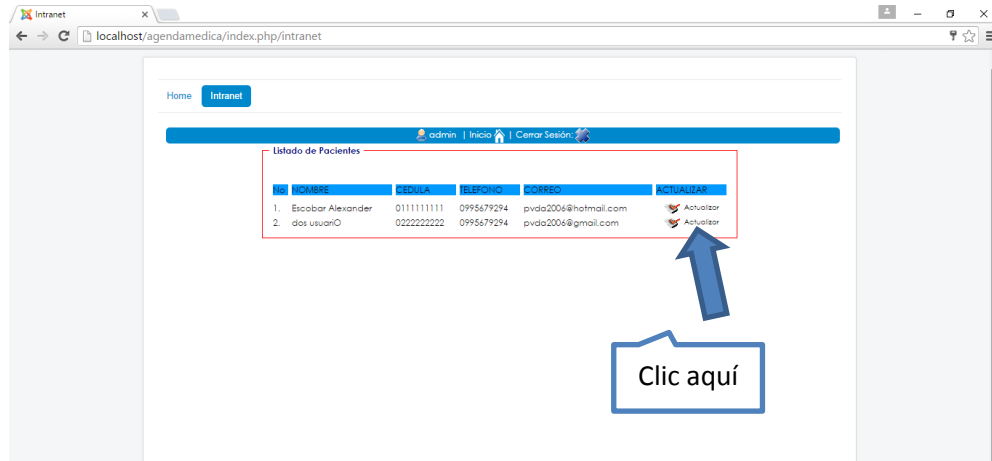 Intranet
localhost/agendamedica/index.php/intranet
Home Intranet
admin | Inicio | Cerrar Sesión:
Listado de Pacientes
No NOMBRE CEDULA TELEFONO CORREO ACTUALIZAR
1. Escobar Alexander 0111111111 0995679294 pvda2006@hotmail.com Actualizar
2. dos usuariO 0222222222 0995679294 pvda2006@gmail.com Actualizar
Clic aquí